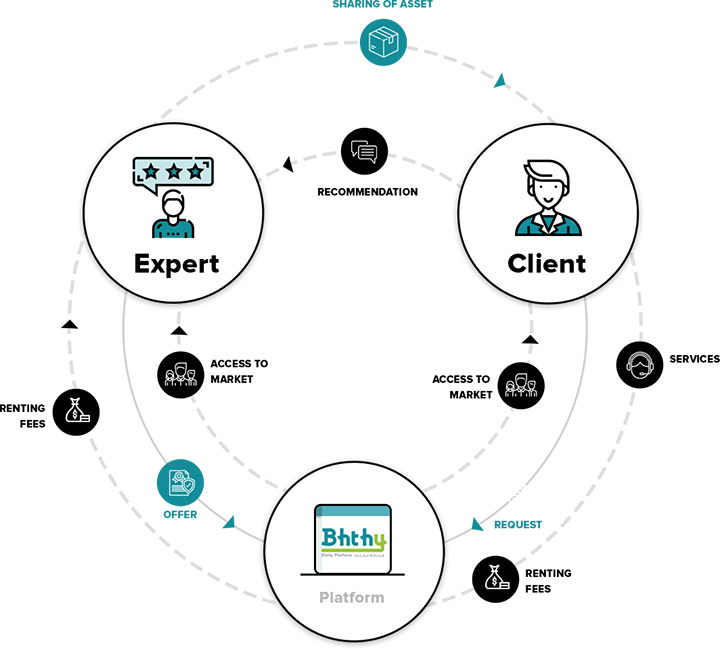 SHARING OF ASSET
RECOMMENDATION
Expert
Client
ACCESS TO
MARKET
SERVICES
ACCESS TO
MARKET
RENTING
FEES
OFFER
REQUEST
Bhthy
RENTING
FEES
Platform